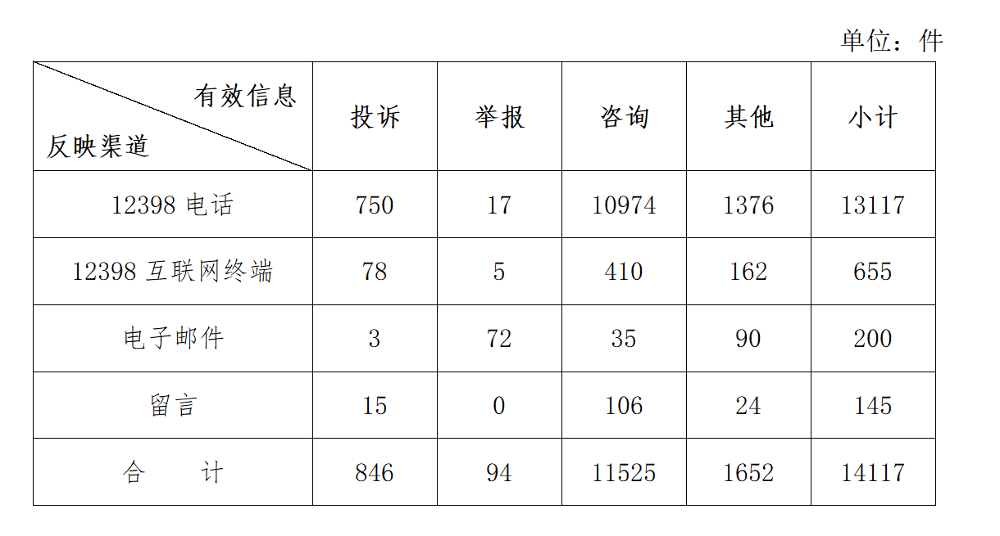 单位：件
有效信息
反映渠道 投诉 举报 咨询 其他 小计
12398 电话 750 17 10974 1376 13117
12398 互联网终端 78 5 410 162 655
电子邮件 3 72 35 90 200
留言 15 0 106 24 145
合 计 846 94 11525 1652 14117